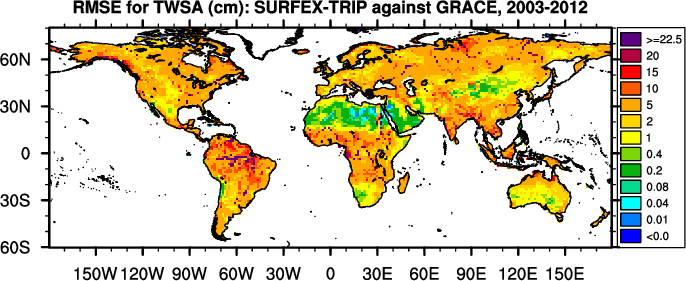 RMSE for TWSA (cm): SURFEX-TRIP against GRACE, 2003-2012
60N
30N
0
30S
60S
150W 120W 90W 60W 30W 0 30E 60E 90E 120E 150E
>=22.5
20
15
10
5
2
1
0.4
0.2
0.08
0.04
0.01
<0.0